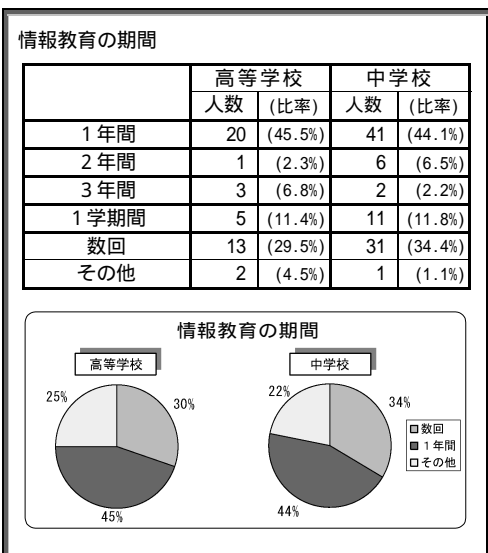 情報教育の期間
高等学校 中学校
人数 (比率) 人数 (比率)
1年間 20 (45.5%) 41 (44.1%)
2年間 1 (2.3%) 6 (6.5%)
3年間 3 (6.8%) 2 (2.2%)
1学期間 5 (11.4%) 11 (11.8%)
数回 13 (29.5%) 31 (34.4%)
その他 2 (4.5%) 1 (1.1%)
情報教育の期間
高等学校 中学校
25% 30% 22% 34%
数回
1年間
その他
45% 44%